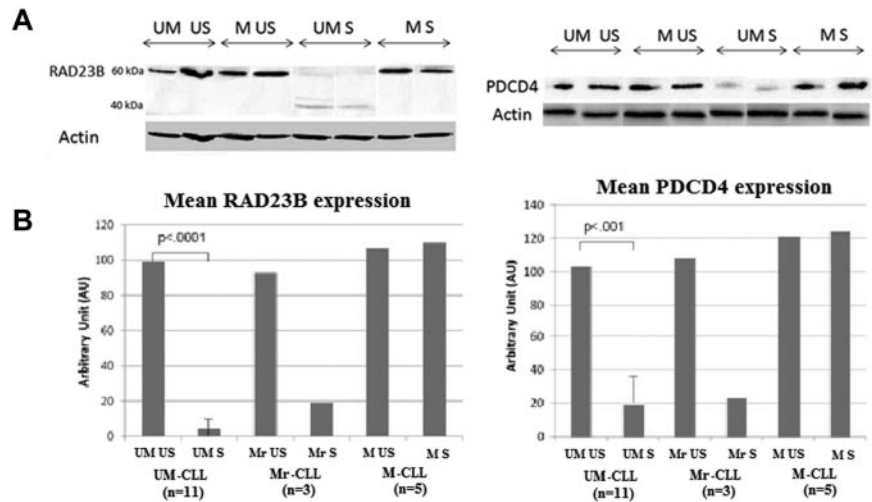 A
UM US M US UM S M S
RAD23B 60 kDa
40 kDa
Actin
UM US M US UM S M S
PDCD4
Actin
B
Mean RAD23B expression
Arbitrary Unit (AU)
120
100
80
60
40
20
0
p<.0001
UM US UM S Mr US Mr S M US M S
UM-CLL Mr-CLL M-CLL
(n=11) (n=3) (n=5)
Mean PDCD4 expression
Arbitrary Unit (AU)
140
120
100
80
60
40
20
0
p<.001
UM US UM S Mr US Mr S M US M S
UM-CLL Mr-CLL M-CLL
(n=11) (n=3) (n=5)